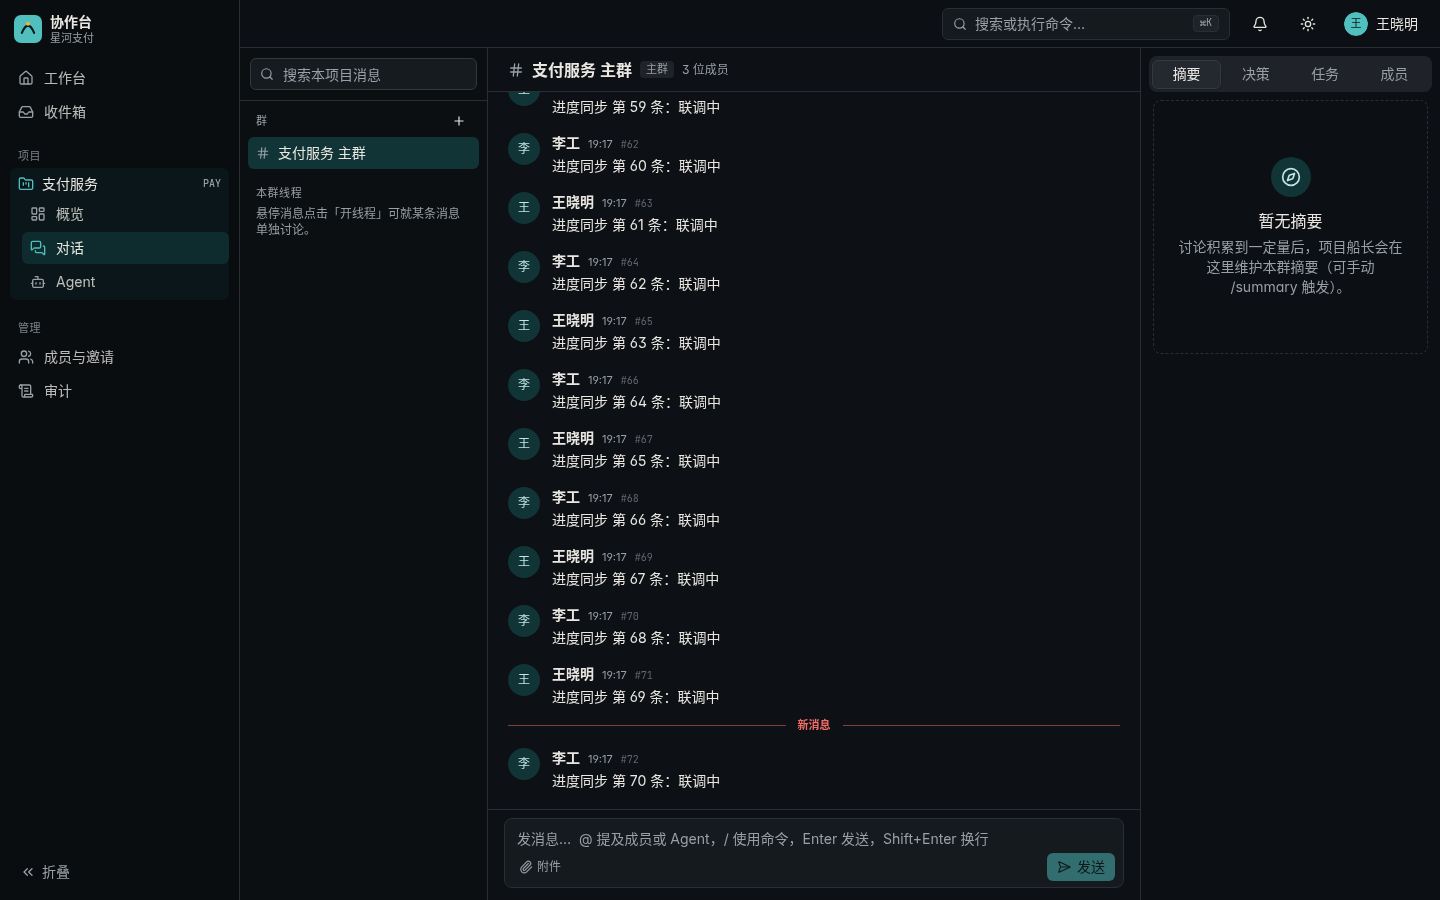 协作台
星河支付
工作台
收件箱
项目
支付服务 PAY
概览
对话
Agent
管理
成员与邀请
审计
折叠
搜索或执行命令... ⌘K
王 王晓明
搜索本项目消息
群
支付服务 主群
本群线程
悬停消息点击「开线程」可就某条消息
单独讨论。
支付服务 主群 主群 3 位成员
进度同步 第 59 条：联调中
李 李工 19:17 #62
进度同步 第 60 条：联调中
王 王晓明 19:17 #63
进度同步 第 61 条：联调中
李 李工 19:17 #64
进度同步 第 62 条：联调中
王 王晓明 19:17 #65
进度同步 第 63 条：联调中
李 李工 19:17 #66
进度同步 第 64 条：联调中
王 王晓明 19:17 #67
进度同步 第 65 条：联调中
李 李工 19:17 #68
进度同步 第 66 条：联调中
王 王晓明 19:17 #69
进度同步 第 67 条：联调中
李 李工 19:17 #70
进度同步 第 68 条：联调中
王 王晓明 19:17 #71
进度同步 第 69 条：联调中
新消息
李 李工 19:17 #72
进度同步 第 70 条：联调中
发消息... @ 提及成员或 Agent，/ 使用命令，Enter 发送，Shift+Enter 换行
附件
发送
摘要 决策 任务 成员
暂无摘要
讨论积累到一定量后，项目船长会在
这里维护本群摘要（可手动
/summary 触发）。